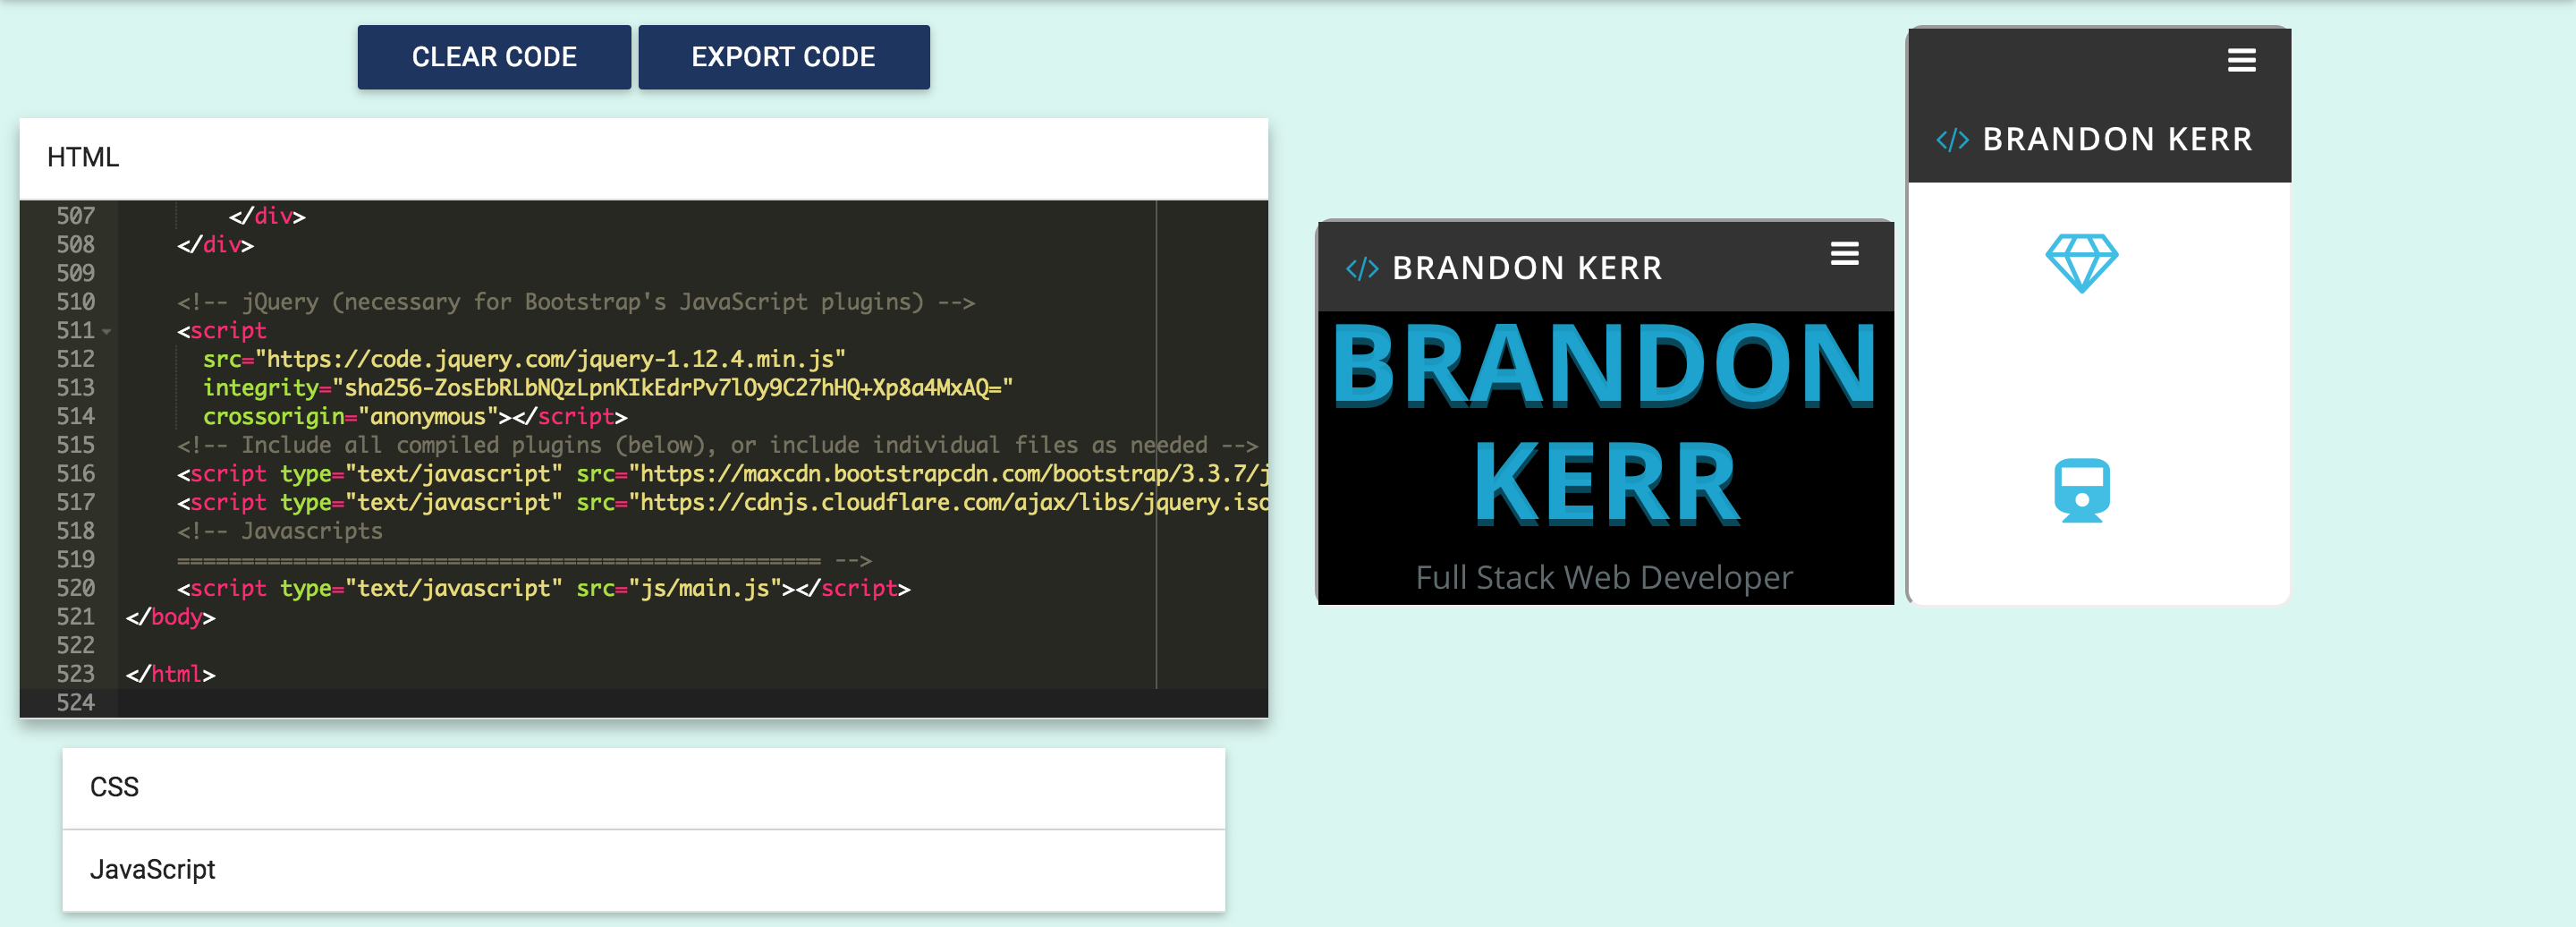 CLEAR CODE
EXPORT CODE
HTML
507 </div>
508 </div>
509
510 <!-- jQuery (necessary for Bootstrap's JavaScript plugins) -->
511 <script
512 src="https://code.jquery.com/jquery-1.12.4.min.js"
513 integrity="sha256-ZosEbRLbNQzLpnKIkEdrPv7lOy9C27hHQ+Xp8a4MxAQ="
514 crossorigin="anonymous"></script>
515 <!-- Include all compiled plugins (below), or include individual files as needed -->
516 <script type="text/javascript" src="https://maxcdn.bootstrapcdn.com/bootstrap/3.3.7/j
517 <script type="text/javascript" src="https://cdnjs.cloudflare.com/ajax/libs/jquery.iso
518 <!-- Javascripts
519 ================================================== -->
520 <script type="text/javascript" src="js/main.js"></script>
521 </body>
522
523 </html>
524
CSS
JavaScript
</> BRANDON KERR
BRANDON
KERR
Full Stack Web Developer
</> BRANDON KERR